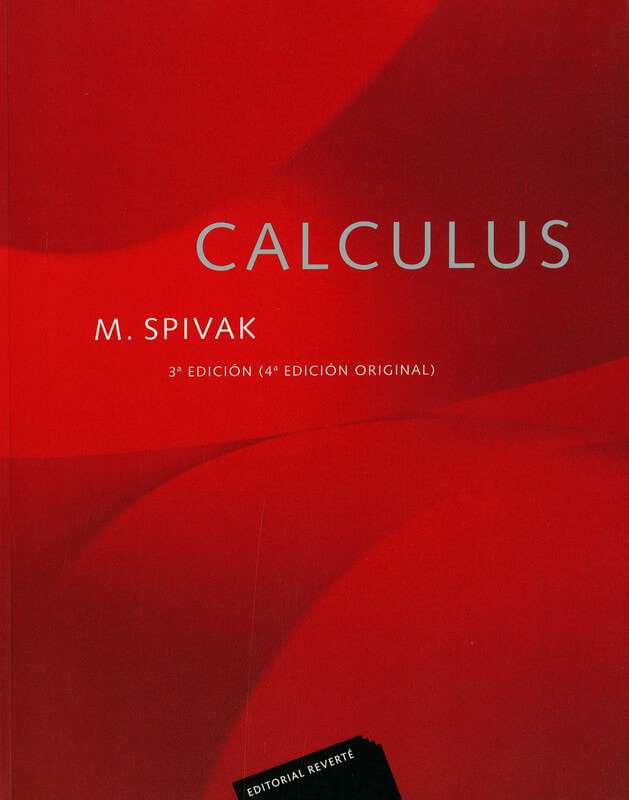 CALCULUS
M. SPIVAK
3ª EDICIÓN (4ª EDICIÓN ORIGINAL)
EDITORIAL REVERTÉ